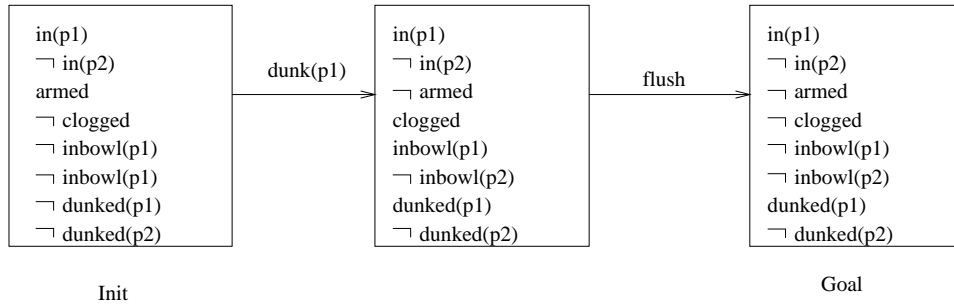 in(p1)
¬ in(p2)
armed
¬ clogged
¬ inbowl(p1)
¬ inbowl(p1)
¬ dunked(p1)
¬ dunked(p2)
Init
dunk(p1)
in(p1)
¬ in(p2)
¬ armed
clogged
inbowl(p1)
¬ inbowl(p2)
dunked(p1)
¬ dunked(p2)
flush
in(p1)
¬ in(p2)
¬ armed
¬ clogged
¬ inbowl(p1)
¬ inbowl(p2)
dunked(p1)
¬ dunked(p2)
Goal